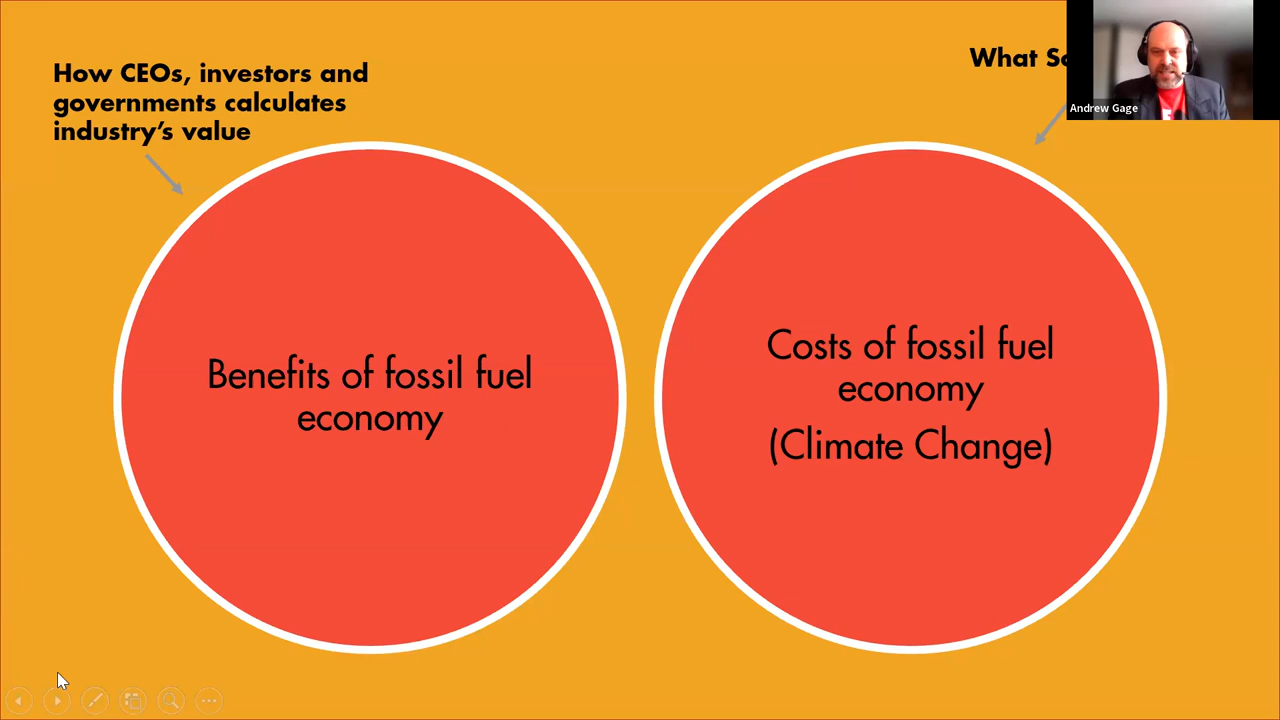 How CEOs, investors and
governments calculates
industry's value
What
Andrew Gage
Benefits of fossil fuel
economy
Costs of fossil fuel
economy
(Climate Change)